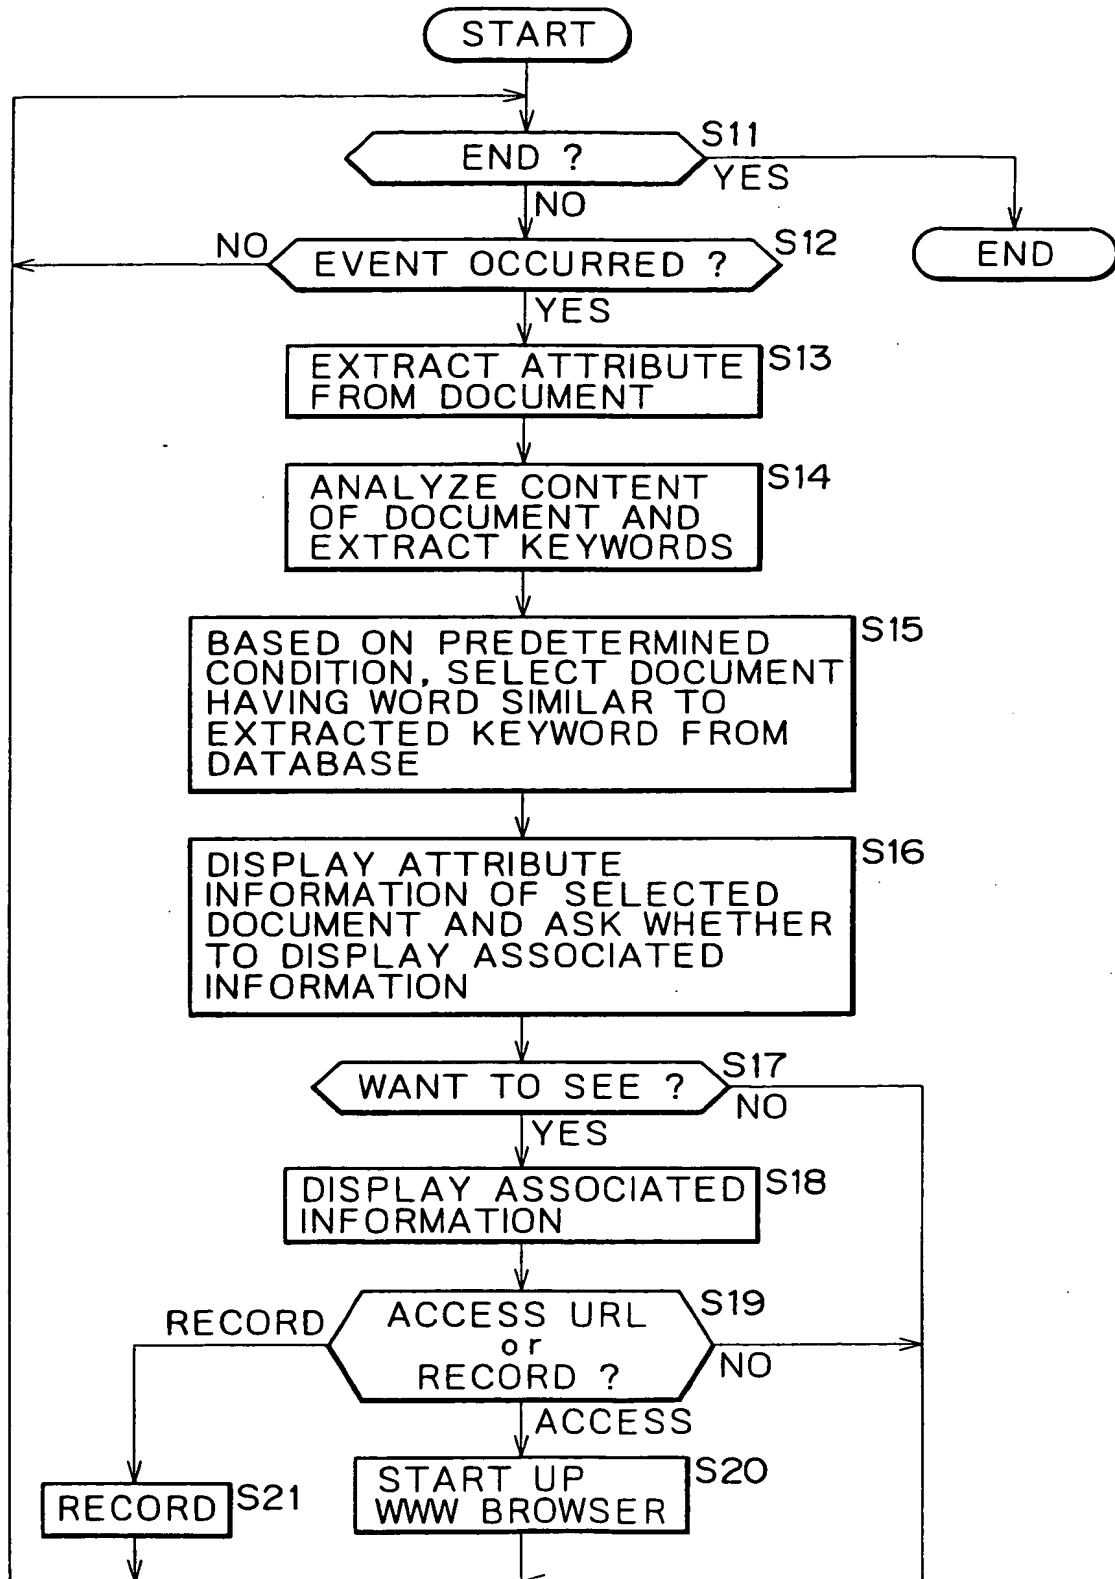 START
END ?
S11
YES
NO
END
NO
EVENT OCCURRED ?
S12
YES
EXTRACT ATTRIBUTE
FROM DOCUMENT
S13
ANALYZE CONTENT
OF DOCUMENT AND
EXTRACT KEYWORDS
S14
BASED ON PREDETERMINED
CONDITION, SELECT DOCUMENT
HAVING WORD SIMILAR TO
EXTRACTED KEYWORD FROM
DATABASE
S15
DISPLAY ATTRIBUTE
INFORMATION OF SELECTED
DOCUMENT AND ASK WHETHER
TO DISPLAY ASSOCIATED
INFORMATION
S16
WANT TO SEE ?
S17
NO
YES
DISPLAY ASSOCIATED
INFORMATION
S18
RECORD
ACCESS URL
or
RECORD ?
S19
NO
ACCESS
START UP
WWW BROWSER
S20
RECORD
S21